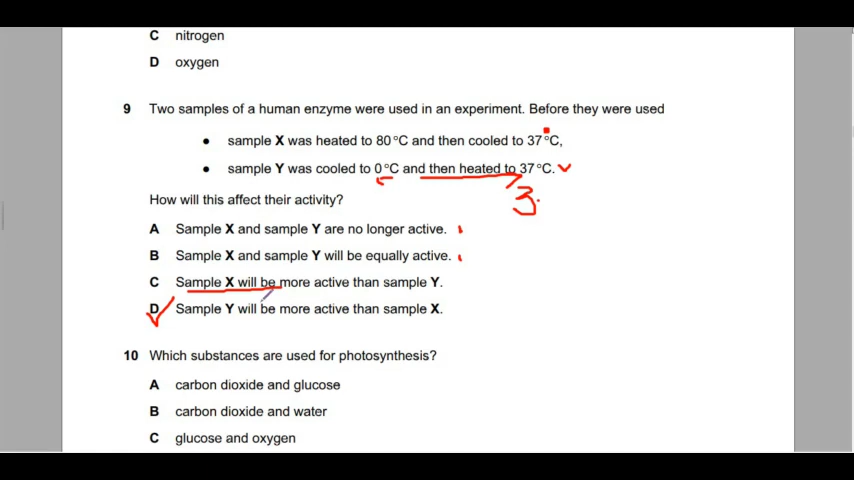 C nitrogen
D oxygen
9 Two samples of a human enzyme were used in an experiment. Before they were used
• sample X was heated to 80 °C and then cooled to 37 °C,
• sample Y was cooled to 0 °C and then heated to 37 °C.
3.
How will this affect their activity?
A Sample X and sample Y are no longer active.
B Sample X and sample Y will be equally active.
C Sample X will be more active than sample Y.
D Sample Y will be more active than sample X.
10 Which substances are used for photosynthesis?
A carbon dioxide and glucose
B carbon dioxide and water
C glucose and oxygen